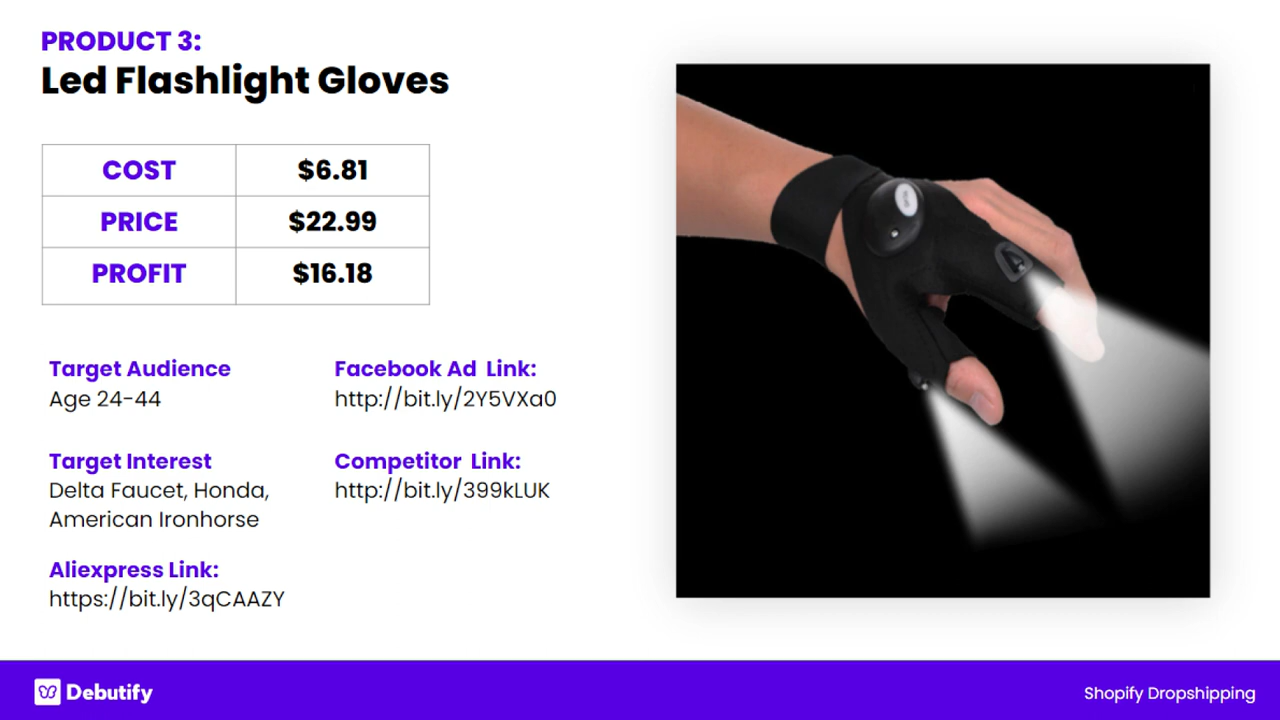 PRODUCT 3:
Led Flashlight Gloves
COST $6.81
PRICE $22.99
PROFIT $16.18
Target Audience
Age 24-44
Facebook Ad Link:
http://bit.ly/2Y5VXa0
Target Interest
Delta Faucet, Honda,
American Ironhorse
Competitor Link:
http://bit.ly/399kLUK
Aliexpress Link:
https://bit.ly/3qCAAZY
Debutify
Shopify Dropshipping